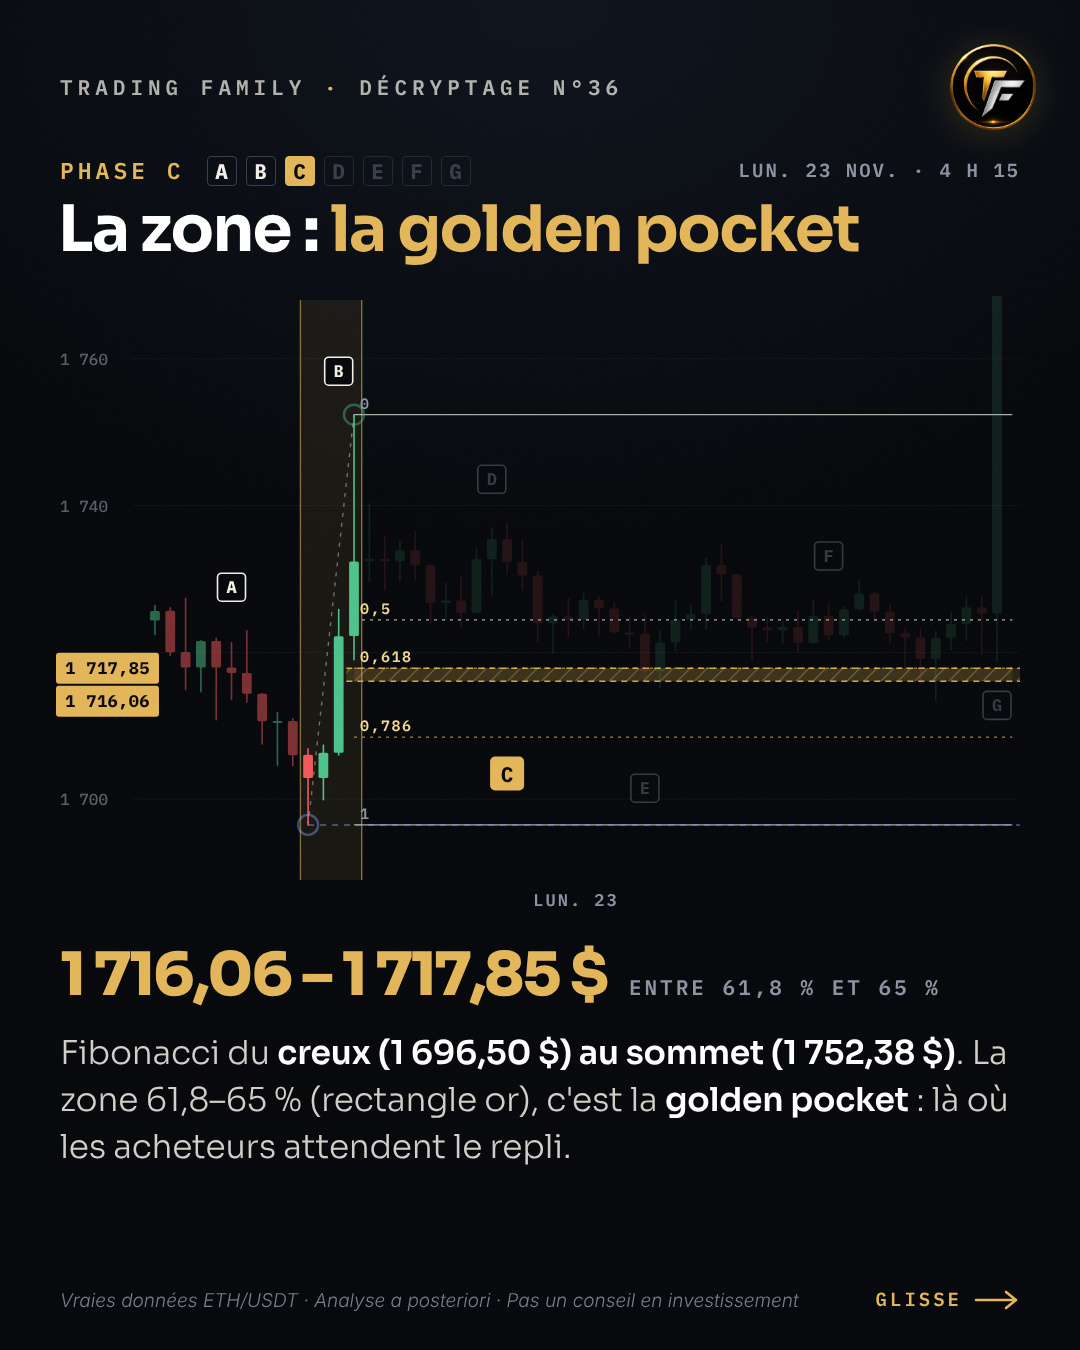 TRADING FAMILY · DÉCRYPTAGE N°36
TF
PHASE C A B C D E F G
LUN. 23 NOV. · 4 H 15
La zone : la golden pocket
1 760
B
0
D
1 740
F
A
0,5
0,618
1 717,85
1 716,06
G
0,786
C
E
1 700
1
LUN. 23
1 716,06 – 1 717,85 $ ENTRE 61,8 % ET 65 %
Fibonacci du creux (1 696,50 $) au sommet (1 752,38 $). La
zone 61,8–65 % (rectangle or), c'est la golden pocket : là où
les acheteurs attendent le repli.
Vraies données ETH/USDT · Analyse a posteriori · Pas un conseil en investissement
GLISSE →